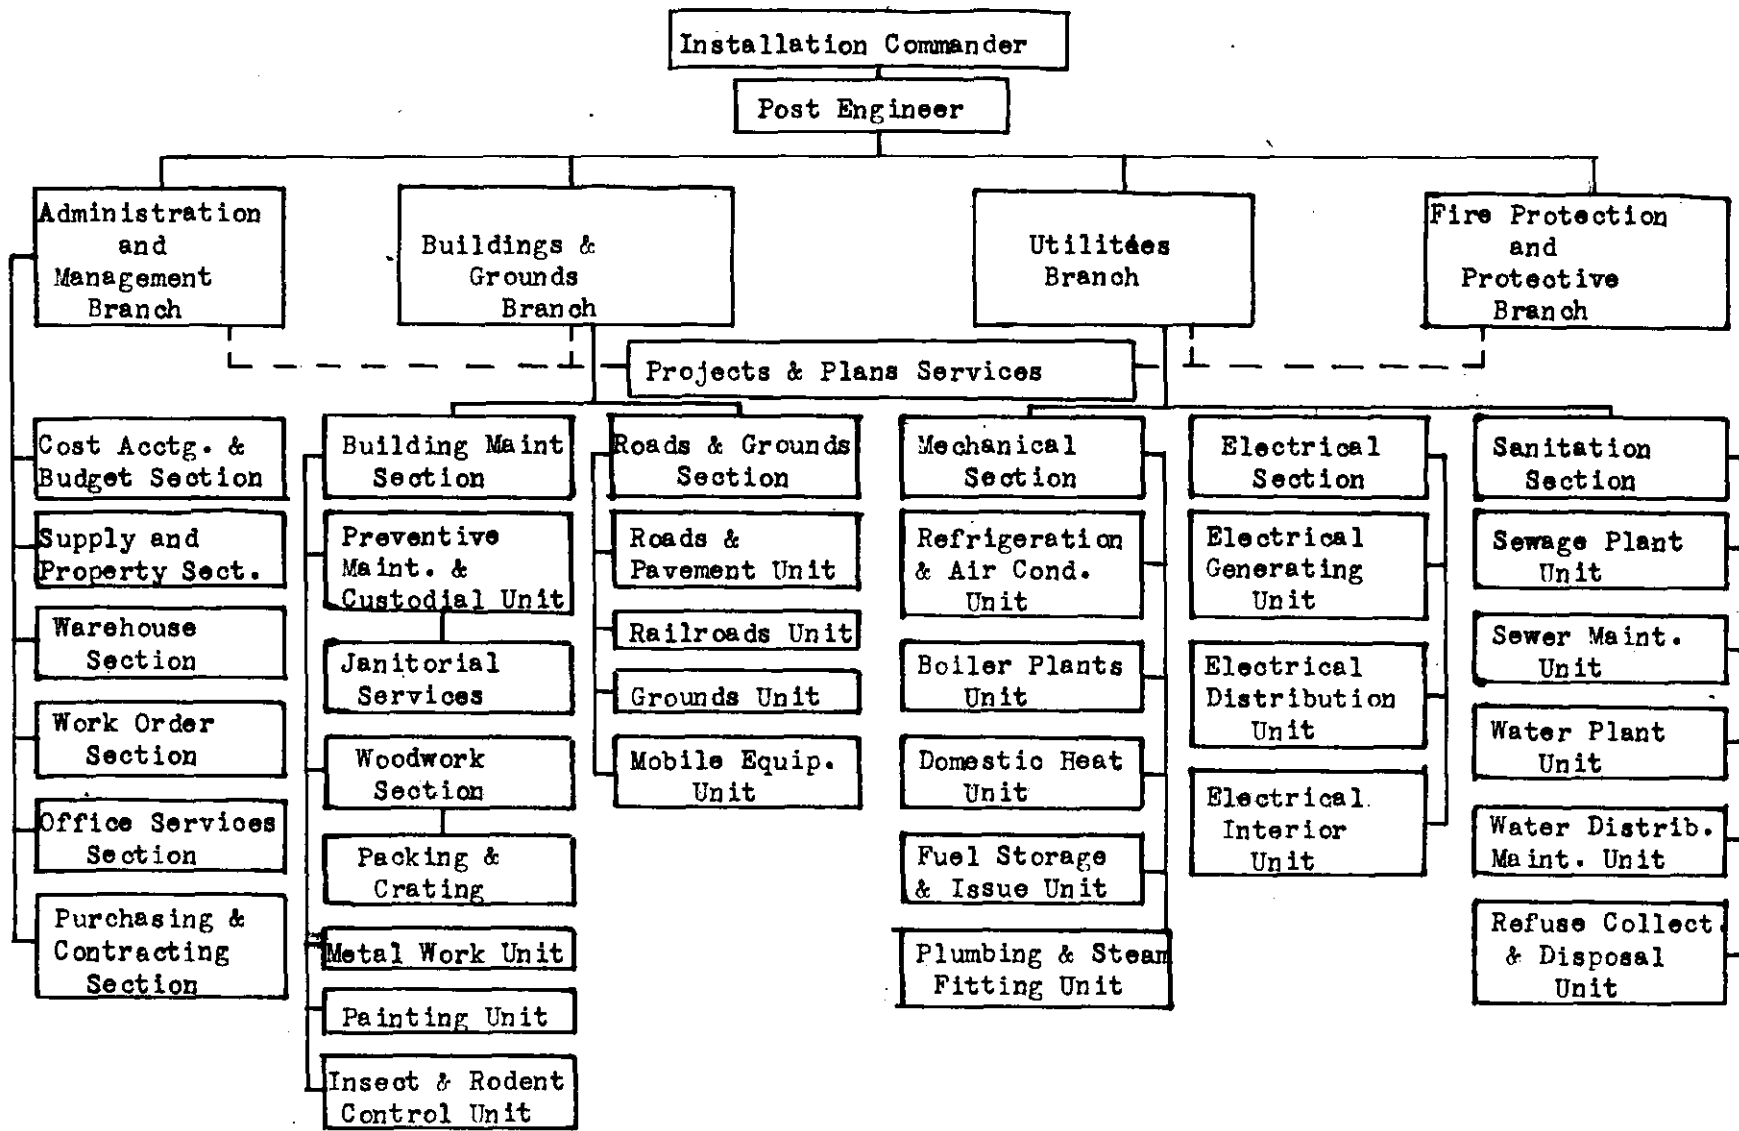 Installation Commander
Post Engineer
Administration
and
Management
Branch
Buildings &
Grounds
Branch
Utilities
Branch
Fire Protection
and
Protective
Branch
Projects & Plans Services
Cost Acctg. &
Budget Section
Supply and
Property Sect.
Warehouse
Section
Work Order
Section
Office Services
Section
Purchasing &
Contracting
Section
Building Maint
Section
Preventive
Maint. &
Custodial Unit
Janitorial
Services
Woodwork
Section
Packing &
Crating
Metal Work Unit
Painting Unit
Insect & Rodent
Control Unit
Roads & Grounds
Section
Roads &
Pavement Unit
Railroads Unit
Grounds Unit
Mobile Equip.
Unit
Mechanical
Section
Refrigeration
& Air Cond.
Unit
Boiler Plants
Unit
Domestic Heat
Unit
Fuel Storage
& Issue Unit
Plumbing & Steam
Fitting Unit
Electrical
Section
Electrical
Generating
Unit
Electrical
Distribution
Unit
Electrical
Interior
Unit
Sanitation
Section
Sewage Plant
Unit
Sewer Maint.
Unit
Water Plant
Unit
Water Distrib.
Maint. Unit
Refuse Collect.
& Disposal
Unit